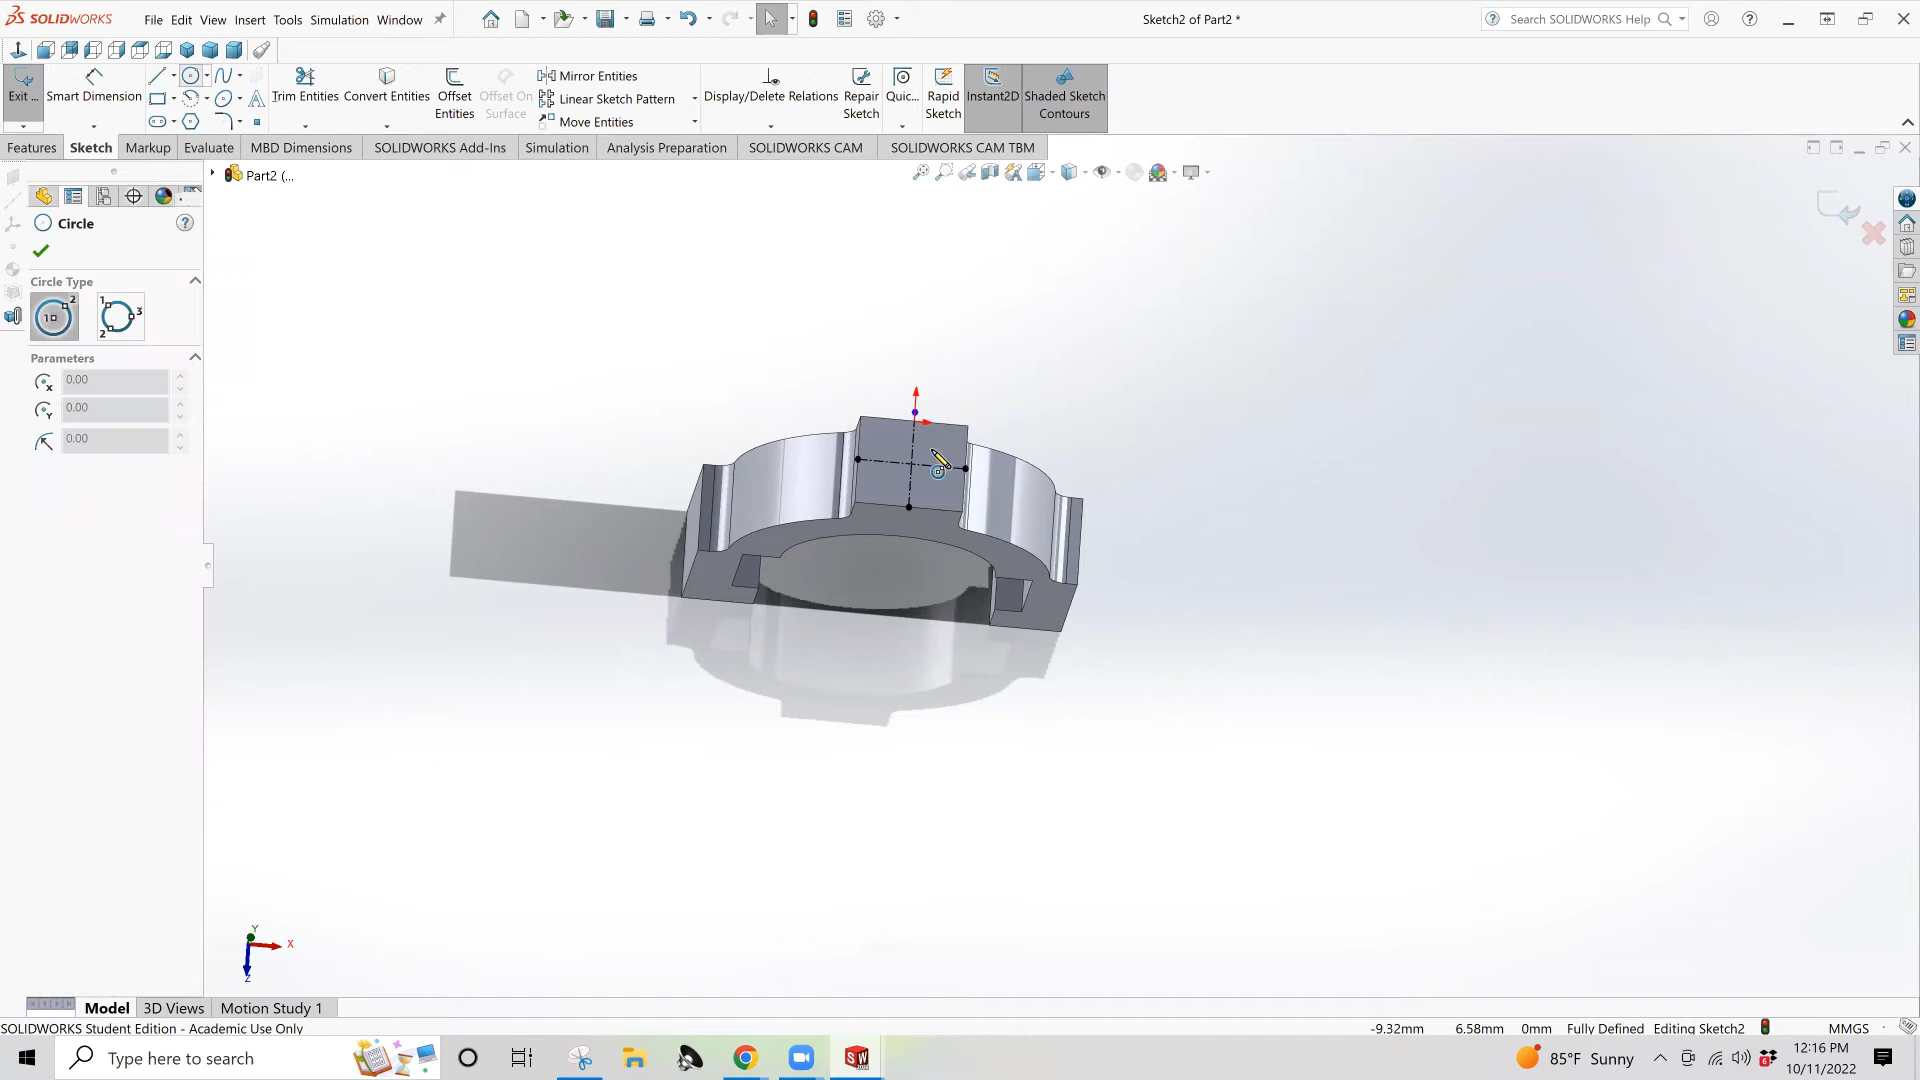 SOLIDWORKS
File Edit View Insert Tools Simulation Window
Sketch2 of Part2 *
Search SOLIDWORKS Help
Exit ...
Smart Dimension
Trim Entities
Convert Entities
Offset Entities
Offset On Surface
Mirror Entities
Linear Sketch Pattern
Move Entities
Display/Delete Relations
Repair Sketch
Quic...
Rapid Sketch
Instant2D
Shaded Sketch Contours
Features Sketch Markup Evaluate MBD Dimensions SOLIDWORKS Add-Ins Simulation Analysis Preparation SOLIDWORKS CAM SOLIDWORKS CAM TBM
Part2 (...
Circle
Circle Type
1 2
1 2 3
Parameters
X 0.00
Y 0.00
0.00
Y
X
Z
Model 3D Views Motion Study 1
SOLIDWORKS Student Edition - Academic Use Only
-9.32mm 6.58mm 0mm Fully Defined Editing Sketch2 MMGS
Type here to search
85°F Sunny
12:16 PM
10/11/2022